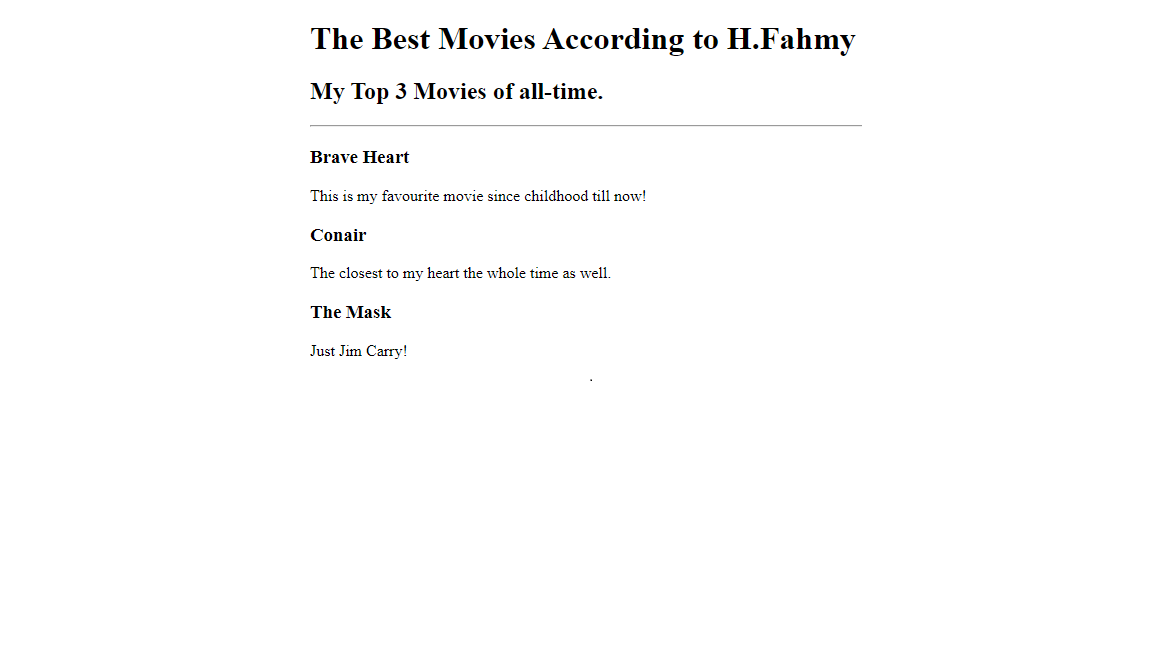 The Best Movies According to H.Fahmy
My Top 3 Movies of all-time.
Brave Heart
This is my favourite movie since childhood till now!
Conair
The closest to my heart the whole time as well.
The Mask
Just Jim Carry!
.